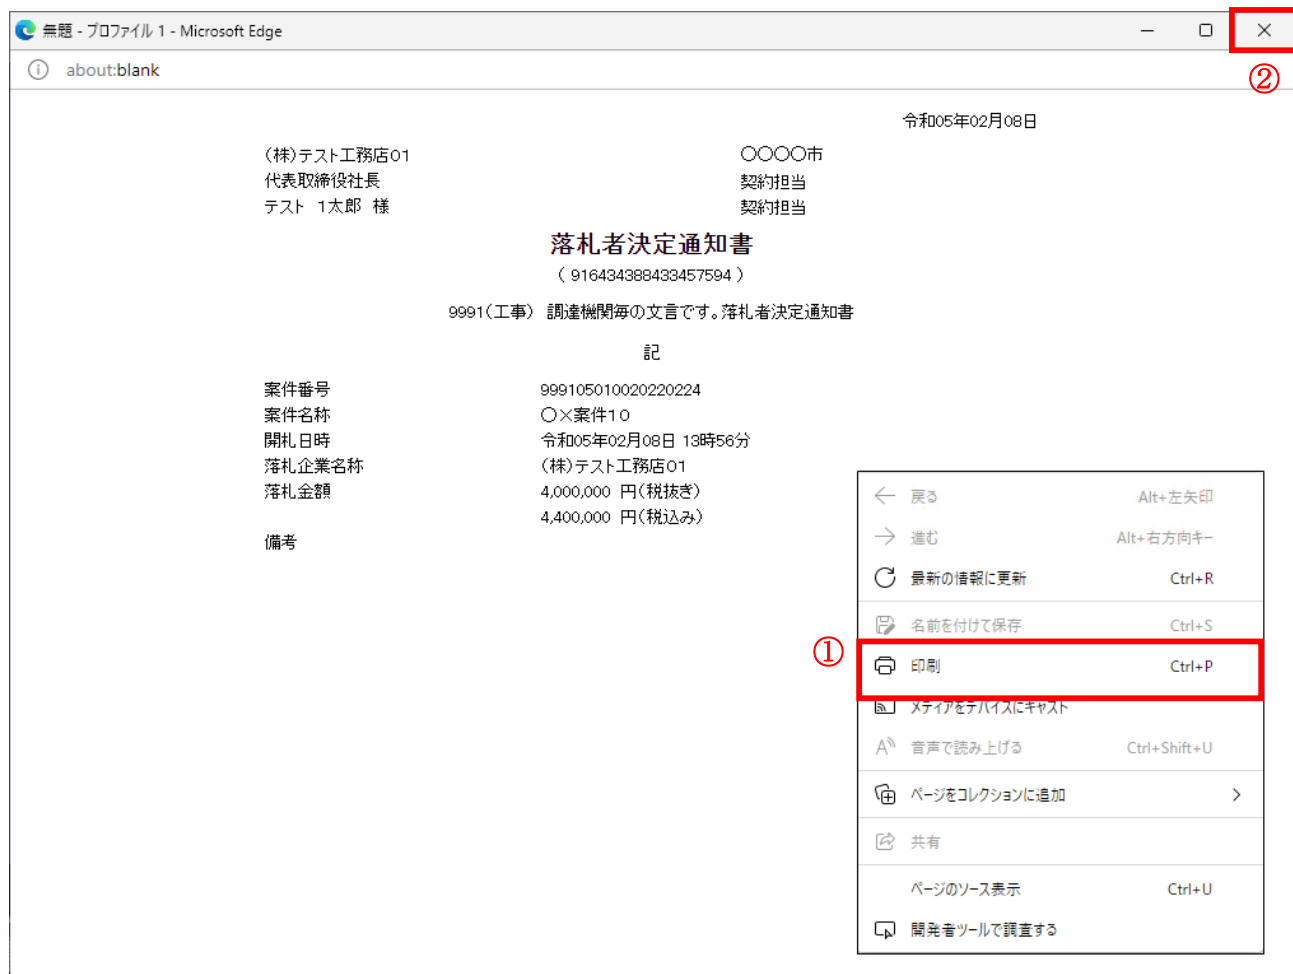 無題 - プロファイル 1 - Microsoft Edge
about:blank
②
令和05年02月08日
(株)テスト工務店01
〇〇〇〇市
代表取締役社長
契約担当
テスト 1太郎 様
契約担当
落札者決定通知書
( 916434388433457594 )
9991(工事) 調達機関毎の文言です。落札者決定通知書
記
案件番号 999105010020220224
案件名称 〇×案件10
開札日時 令和05年02月08日 13時56分
落札企業名称 (株)テスト工務店01
落札金額 4,000,000 円(税抜き)
4,400,000 円(税込み)
備考
戻る Alt+左矢印
進む Alt+右方向キー
最新の情報に更新 Ctrl+R
名前を付けて保存 Ctrl+S
①
印刷 Ctrl+P
メディアをデバイスにキャスト
音声で読み上げる Ctrl+Shift+U
ページをコレクションに追加
共有
ページのソース表示 Ctrl+U
開発者ツールで調査する